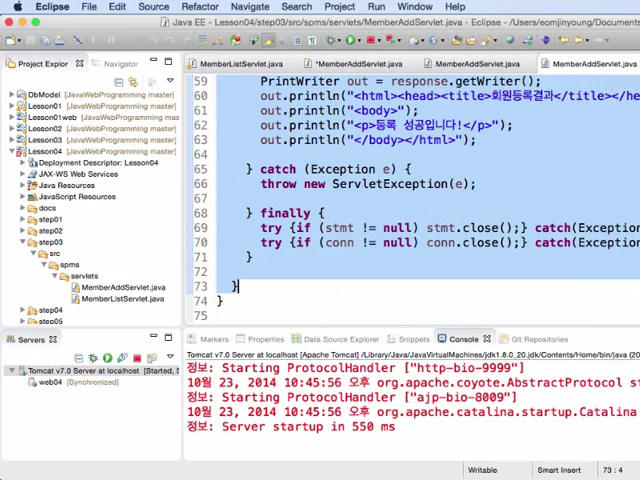 Eclipse File Edit Source Refactor Navigate Search Project Run Window Help
Java EE - Lesson04/step03/src/spms/servlets/MemberAddServlet.java - Eclipse - /Users/eomjinyoung/Documents
Project Explor Navigator
DbModel [JavaWebProgramming master]
Lesson01 [JavaWebProgramming master]
Lesson01web [JavaWebProgramming master]
Lesson02 [JavaWebProgramming master]
Lesson03 [JavaWebProgramming master]
Lesson04 [JavaWebProgramming master]
Deployment Descriptor: Lesson04
JAX-WS Web Services
Java Resources
JavaScript Resources
docs
step01
step02
step03
src
spms
servlets
MemberAddServlet.java
MemberListServlet.java
step04
step05
Servers
Tomcat v7.0 Server at localhost [Started, S
web04 [Synchronized]
MemberListServlet.java *MemberAddServlet.java MemberAddServlet.java MemberAddServlet.java
59 PrintWriter out = response.getWriter();
60 out.println("<html><head><title>회원등록결과</title></he
61 out.println("<body>");
62 out.println("<p>등록 성공입니다!</p>");
63 out.println("</body></html>");
64
65 } catch (Exception e) {
66 throw new ServletException(e);
67
68 } finally {
69 try {if (stmt != null) stmt.close();} catch(Exception
70 try {if (conn != null) conn.close();} catch(Exception
71 }
72
73 }
74 }
75
Markers Properties Data Source Explorer Snippets Console Git Repositories
Tomcat v7.0 Server at localhost [Apache Tomcat] /Library/Java/JavaVirtualMachines/jdk1.8.0_20.jdk/Contents/Home/bin/java (20
정보: Starting ProtocolHandler ["http-bio-9999"]
10월 23, 2014 10:45:56 오후 org.apache.coyote.AbstractProtocol st
정보: Starting ProtocolHandler ["ajp-bio-8009"]
10월 23, 2014 10:45:56 오후 org.apache.catalina.startup.Catalina
정보: Server startup in 550 ms
Writable Smart Insert 73 : 4